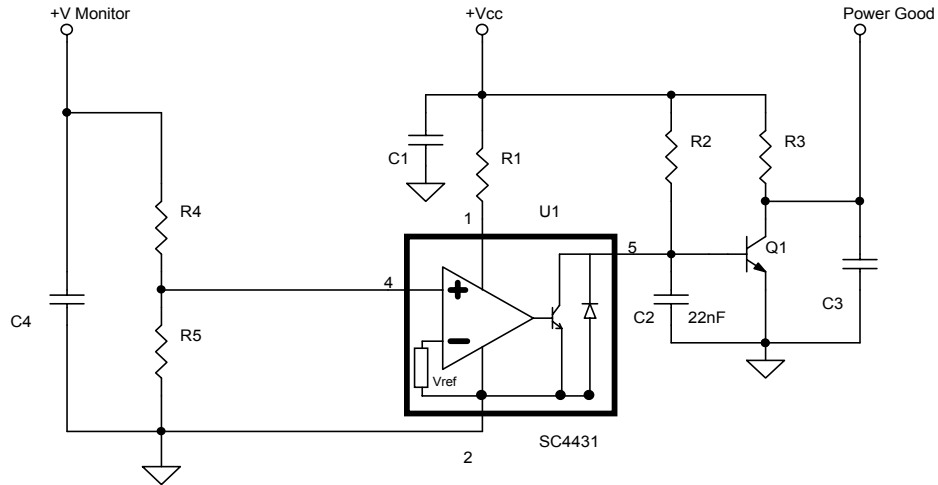 +V Monitor
+Vcc
Power Good
C1
R1
R2
R3
R4
1
U1
5
Q1
4
C4
R5
C2
22nF
C3
Vref
SC4431
2